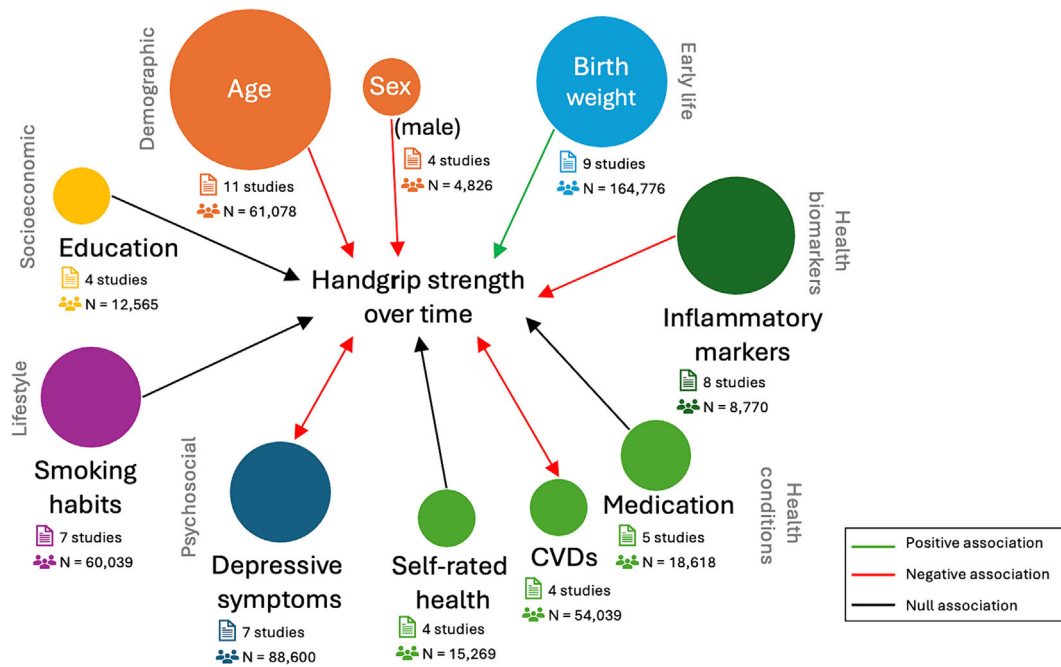 Demographic
Age
11 studies
N = 61,078
Sex
(male)
4 studies
N = 4,826
Early life
Birth
weight
9 studies
N = 164,776
Socioeconomic
Education
4 studies
N = 12,565
Health
biomarkers
Inflammatory
markers
8 studies
N = 8,770
Handgrip strength
over time
Lifestyle
Smoking
habits
7 studies
N = 60,039
Psychosocial
Depressive
symptoms
7 studies
N = 88,600
Self-rated
health
4 studies
N = 15,269
CVDs
4 studies
N = 54,039
Medication
5 studies
N = 18,618
Health
conditions
Positive association
Negative association
Null association